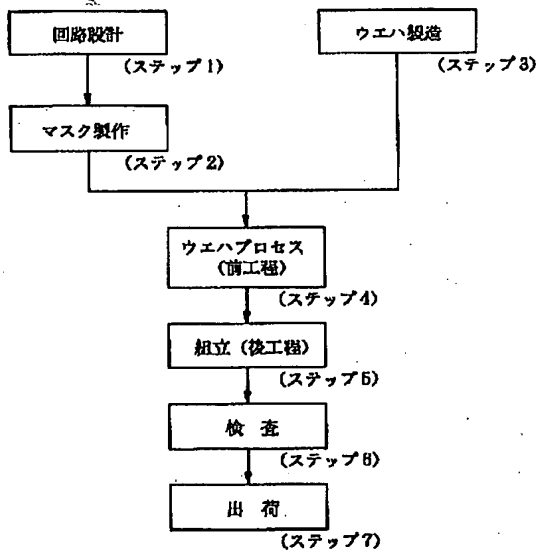 回路設計
(ステップ1)
マスク製作
(ステップ2)
ウエハ製造
(ステップ3)
ウエハプロセス
(前工程)
(ステップ4)
組立(後工程)
(ステップ5)
検 査
(ステップ6)
出 荷
(ステップ7)